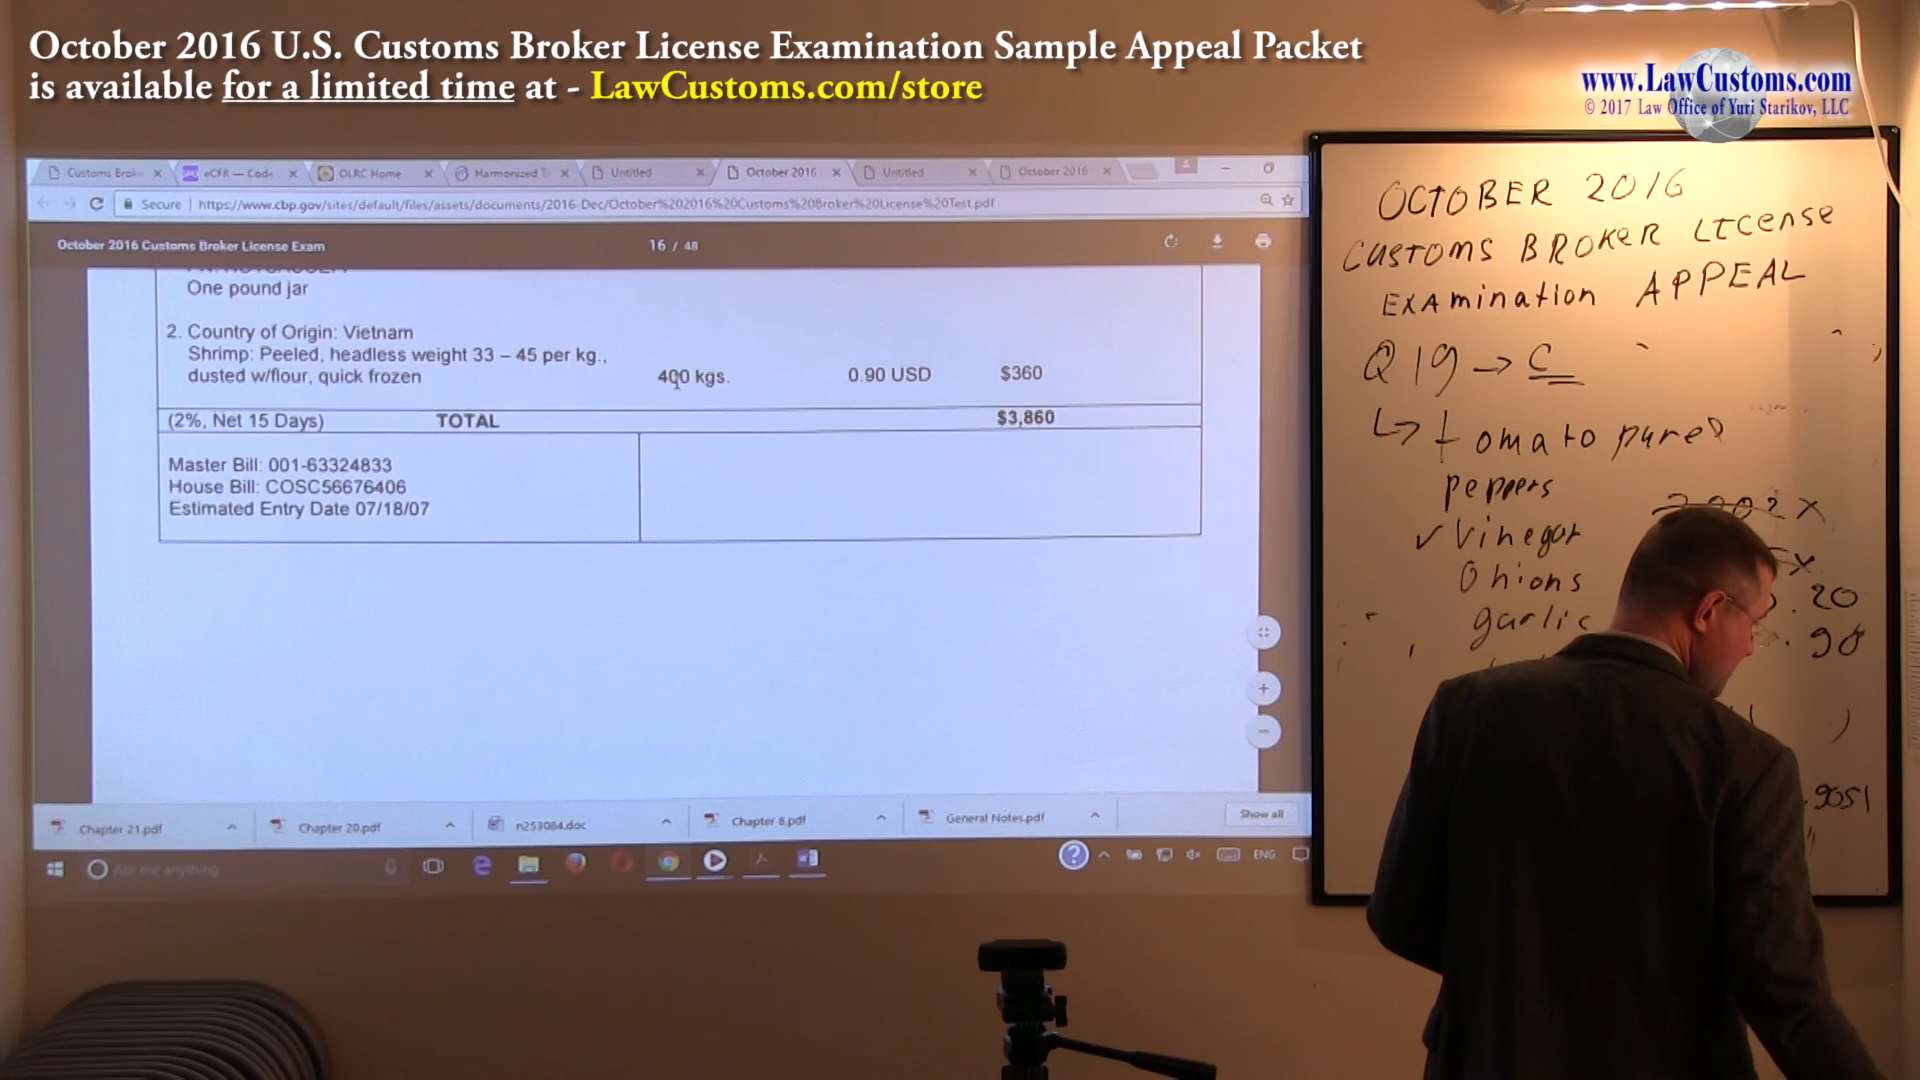 October 2016 U.S. Customs Broker License Examination Sample Appeal Packet
is available for a limited time at - LawCustoms.com/store
www.LawCustoms.com
© 2017 Law Office of Yuri Starikov, LLC
Customs Brok
eCFR — Code
OLRC Home
Harmonized T
Untitled
October 2016
Untitled
October 2016
Secure
https://www.cbp.gov/sites/default/files/assets/documents/2016-Dec/October%202016%20Customs%20Broker%20License%20Test.pdf
October 2016 Customs Broker License Exam
16 / 48
One pound jar
2. Country of Origin: Vietnam
Shrimp: Peeled, headless weight 33 – 45 per kg.,
dusted w/flour, quick frozen 400 kgs. 0.90 USD $360
(2%, Net 15 Days) TOTAL $3,860
Master Bill: 001-63324833
House Bill: COSC56676406
Estimated Entry Date 07/18/07
Chapter 21.pdf
Chapter 20.pdf
n253084.doc
Chapter 8.pdf
General Notes.pdf
Show all
Ask me anything
ENG
OCTOBER 2016
CUSTOMS BROKER LICENSE
EXAMINATION APPEAL
Q 19 → C
tomato puree
peppers
✓ Vinegar
Onions
garlic
.20
.90
.9051